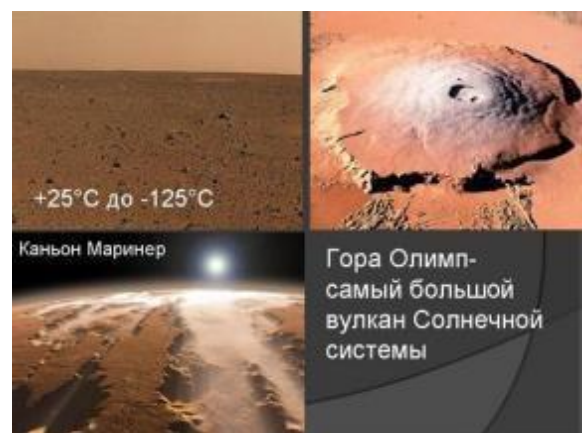 +25°C до -125°C
Каньон Маринер
Гора Олимп-
самый большой
вулкан Солнечной
системы